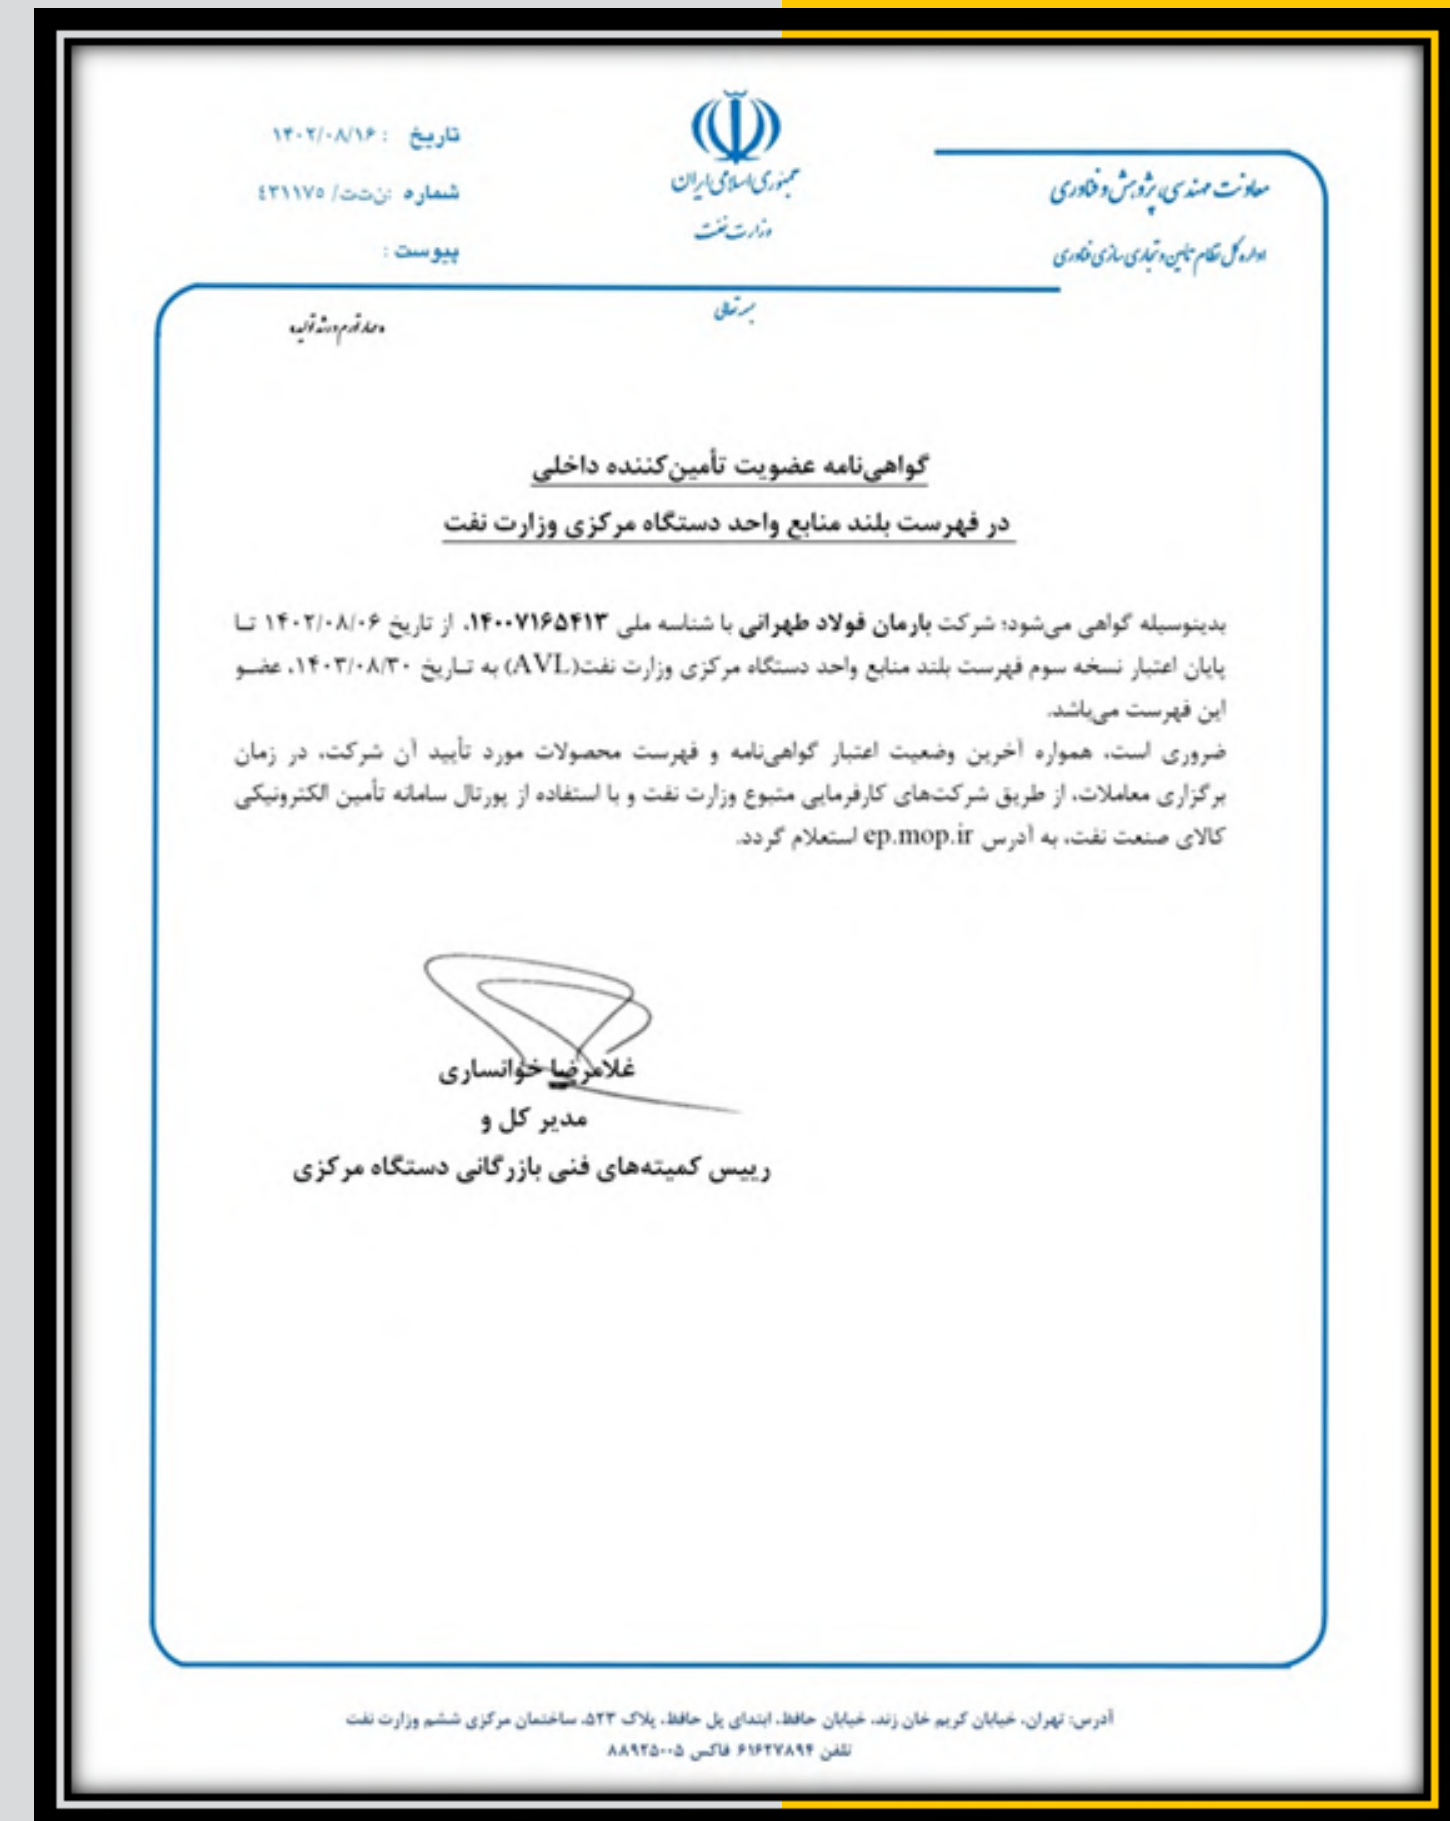 معاونت مهندسی، پژوهش و فناوری
اداره کل نظام تامین و تجاری سازی فناوری
جمهوری اسلامی ایران
وزارت نفت
تاریخ : ۱۴۰۲/۰۸/۱۶
شماره :ن‌ت‌ت/ ٤٣١١٧٥
پیوست :
بسمه تعالی
«مهار تورم و رشد تولید»
گواهی‌نامه عضویت تأمین‌کننده داخلی
در فهرست بلند منابع واحد دستگاه مرکزی وزارت نفت
بدینوسیله گواهی می‌شود؛ شرکت بارمان فولاد طهرانی با شناسه ملی ۱۴۰۰۷۱۶۵۴۱۳، از تاریخ ۱۴۰۲/۰۸/۰۶ تا
پایان اعتبار نسخه سوم فهرست بلند منابع واحد دستگاه مرکزی وزارت نفت(AVL) به تاریخ ۱۴۰۳/۰۸/۳۰، عضو
این فهرست می‌باشد.
ضروری است، همواره آخرین وضعیت اعتبار گواهی‌نامه و فهرست محصولات مورد تأیید آن شرکت، در زمان
برگزاری معاملات، از طریق شرکت‌های کارفرمایی متبوع وزارت نفت و با استفاده از پورتال سامانه تأمین الکترونیکی
کالای صنعت نفت، به آدرس ep.mop.ir استعلام گردد.
غلامرضا خوانساری
مدیر کل و
رییس کمیته‌های فنی بازرگانی دستگاه مرکزی
آدرس: تهران، خیابان کریم خان زند، خیابان حافظ، ابتدای پل حافظ، پلاک ۵۲۳، ساختمان مرکزی ششم وزارت نفت
تلفن ۶۱۶۲۷۸۹۴ فاکس ۸۸۹۲۵۰۰۵